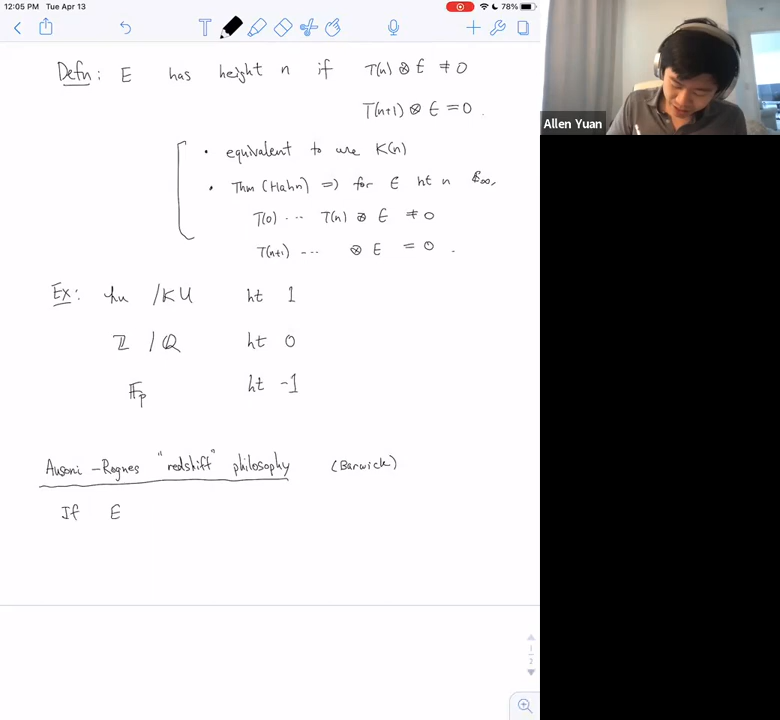 12:05 PM Tue Apr 13
78%
Defn: E has height n if T(n) ⊗ E ≠ 0
T(n+1) ⊗ E = 0.
• equivalent to use K(n)
• Thm (Hahn) ⇒ for E ht n E∞,
T(0) ... T(n) ⊗ E ≠ 0
T(n+1) ... ⊗ E = 0.
Ex: ku / KU ht 1
ℤ / ℚ ht 0
𝔽p ht -1
Ausoni - Rognes "redshift" philosophy (Barwick)
If E
Allen Yuan
1
2